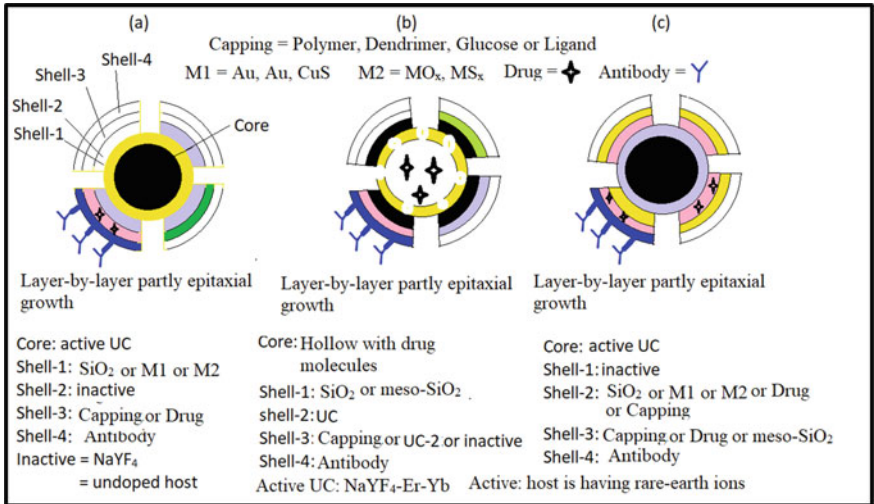 (a) (b) (c)
Capping = Polymer, Dendrimer, Glucose or Ligand
Shell-4
Shell-3
M1 = Au, Au, CuS M2 = MOₓ, MSₓ Drug = Antibody =
Shell-2
Shell-1
Core
Layer-by-layer partly epitaxial
growth
Core: active UC
Shell-1: SiO₂ or M1 or M2
Shell-2: inactive
Shell-3: Capping or Drug
Shell-4: Antibody
Inactive = NaYF₄
= undoped host
Layer-by-layer partly epitaxial
growth
Core: Hollow with drug
molecules
Shell-1: SiO₂ or meso-SiO₂
shell-2: UC
Shell-3: Capping or UC-2 or inactive
Shell-4: Antibody
Active UC: NaYF₄-Er-Yb Active: host is having rare-earth ions
Layer-by-layer partly epitaxial
growth
Core: active UC
Shell-1: inactive
Shell-2: SiO₂ or M1 or M2 or Drug
or Capping
Shell-3: Capping or Drug or meso-SiO₂
Shell-4: Antibody